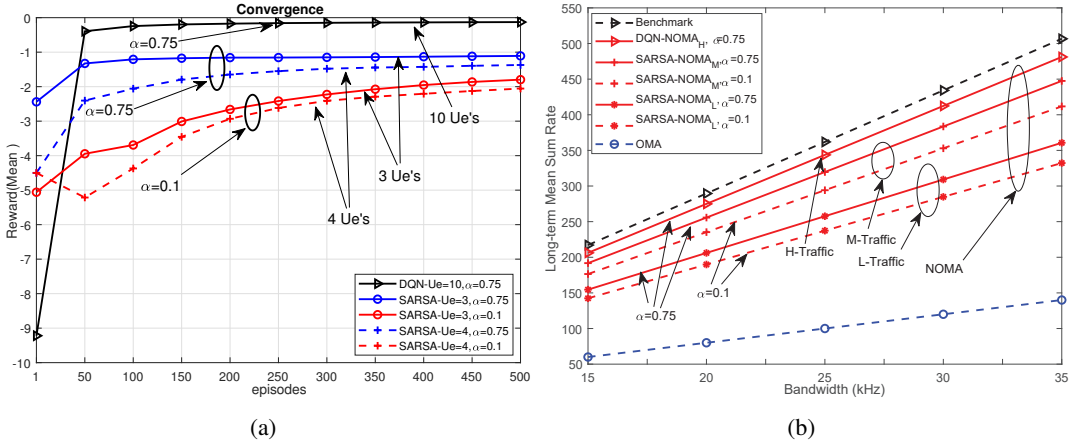 Convergence
0
-1
-2
-3
-4
-5
-6
-7
-8
-9
-10
Reward(Mean )
α=0.75
α=0.75
α=0.1
10 Ue's
3 Ue's
4 Ue's
DQN-Ue=10,α=0.75
SARSA-Ue=3,α=0.75
SARSA-Ue=3,α=0.1
SARSA-Ue=4,α=0.75
SARSA-Ue=4,α=0.1
1 50 100 150 200 250 300 350 400 450 500
episodes
(a)
550
500
450
400
350
300
250
200
150
100
50
Long-term Mean Sum Rate
Benchmark
DQN-NOMA_H, α=0.75
SARSA-NOMA_M,α=0.75
SARSA-NOMA_M,α=0.1
SARSA-NOMA_L,α=0.75
SARSA-NOMA_L,α=0.1
OMA
H-Traffic
M-Traffic
L-Traffic
NOMA
α=0.1
α=0.75
15 20 25 30 35
Bandwidth (kHz)
(b)